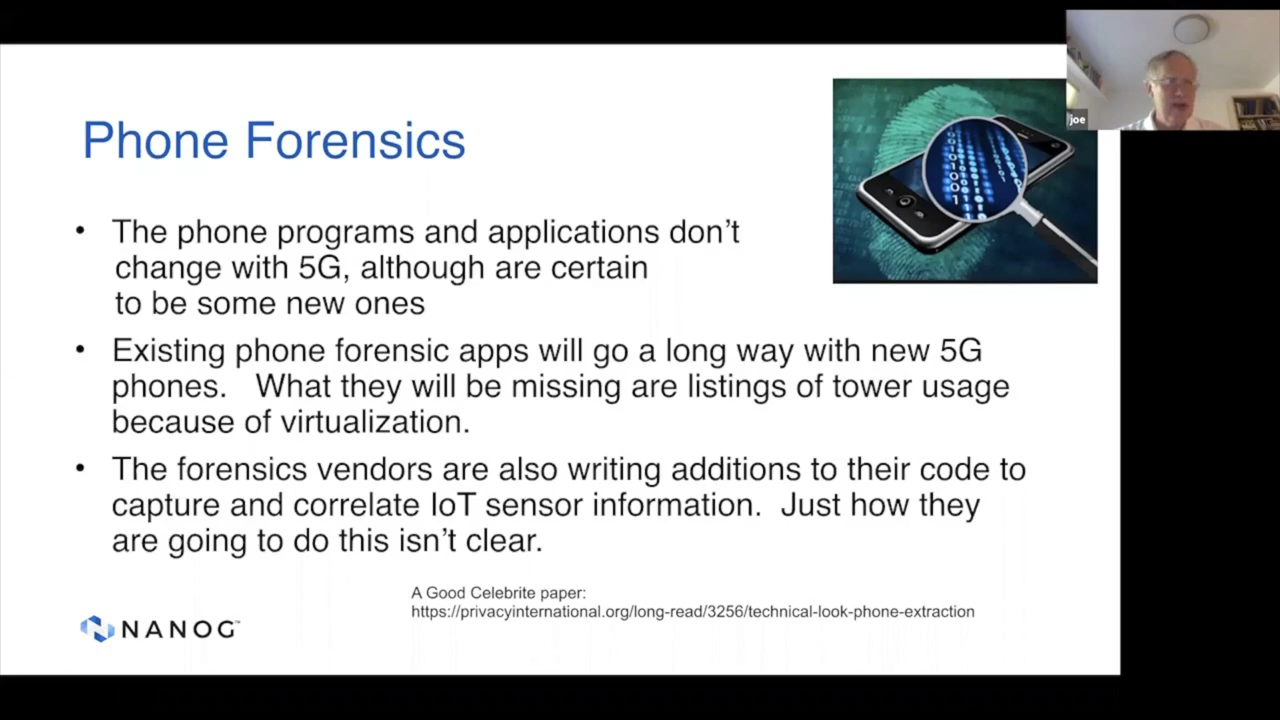 Phone Forensics
joe
• The phone programs and applications don't
change with 5G, although are certain
to be some new ones
• Existing phone forensic apps will go a long way with new 5G
phones.   What they will be missing are listings of tower usage
because of virtualization.
• The forensics vendors are also writing additions to their code to
capture and correlate IoT sensor information.  Just how they
are going to do this isn't clear.
A Good Celebrite paper:
https://privacyinternational.org/long-read/3256/technical-look-phone-extraction
NANOG™